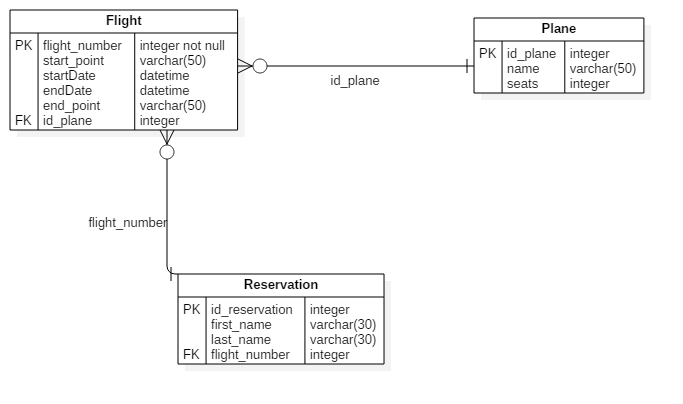 Flight
PK flight_number integer not null
start_point varchar(50)
startDate datetime
endDate datetime
end_point varchar(50)
FK id_plane integer
id_plane
Plane
PK id_plane integer
name varchar(50)
seats integer
flight_number
Reservation
PK id_reservation integer
first_name varchar(30)
last_name varchar(30)
FK flight_number integer